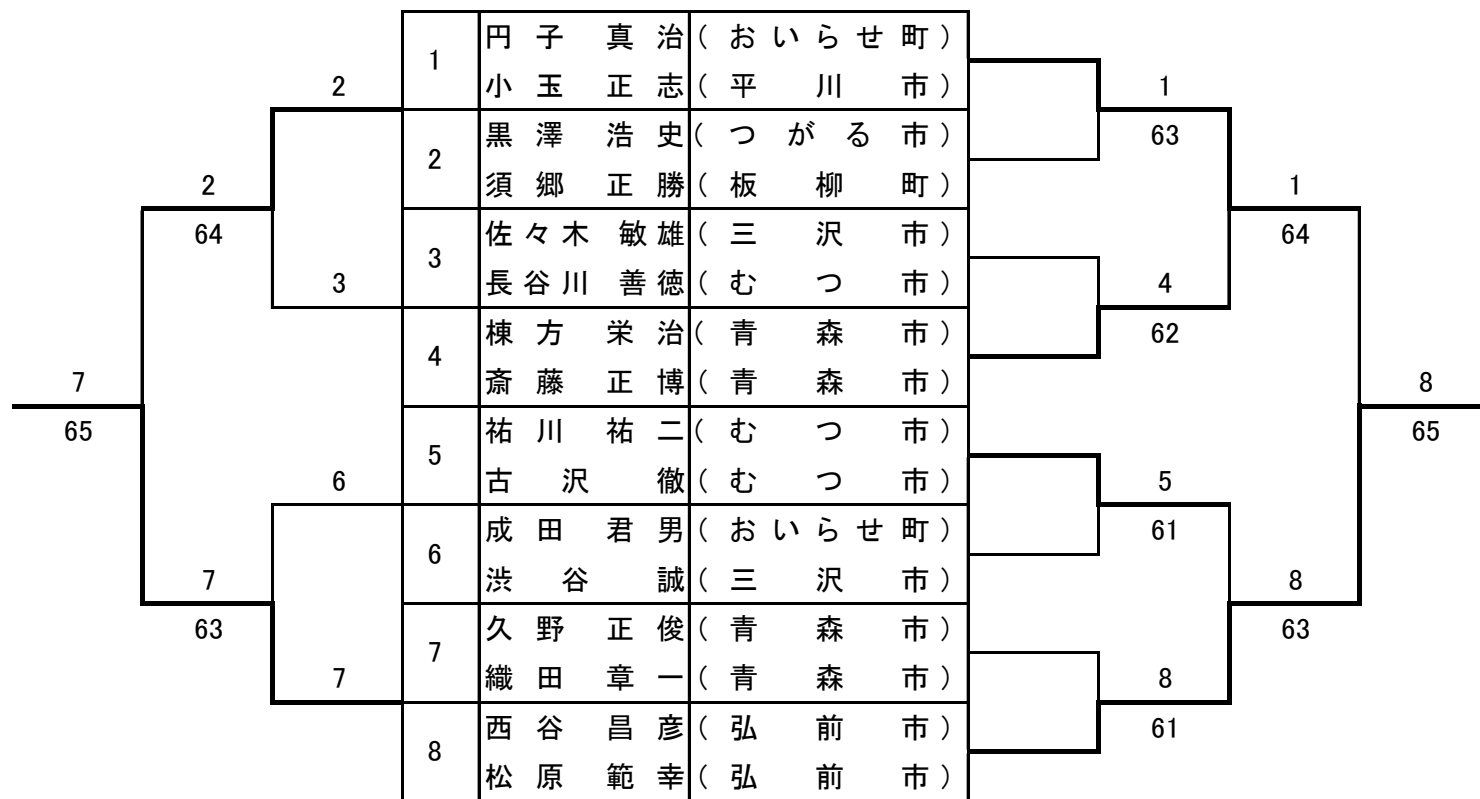 1 円子 真治 (おいらせ町)
小玉 正志 (平川市)
2 黒澤 浩史 (つがる市)
須郷 正勝 (板柳町)
3 佐々木 敏雄 (三沢市)
長谷川 善徳 (むつ市)
4 棟方 栄治 (青森市)
斎藤 正博 (青森市)
5 祐川 祐二 (むつ市)
古沢 徹 (むつ市)
6 成田 君男 (おいらせ町)
渋谷 誠 (三沢市)
7 久野 正俊 (青森市)
織田 章一 (青森市)
8 西谷 昌彦 (弘前市)
松原 範幸 (弘前市)
2
2
64
3
7
65
6
7
63
7
1
63
1
64
4
62
8
65
5
61
8
63
8
61